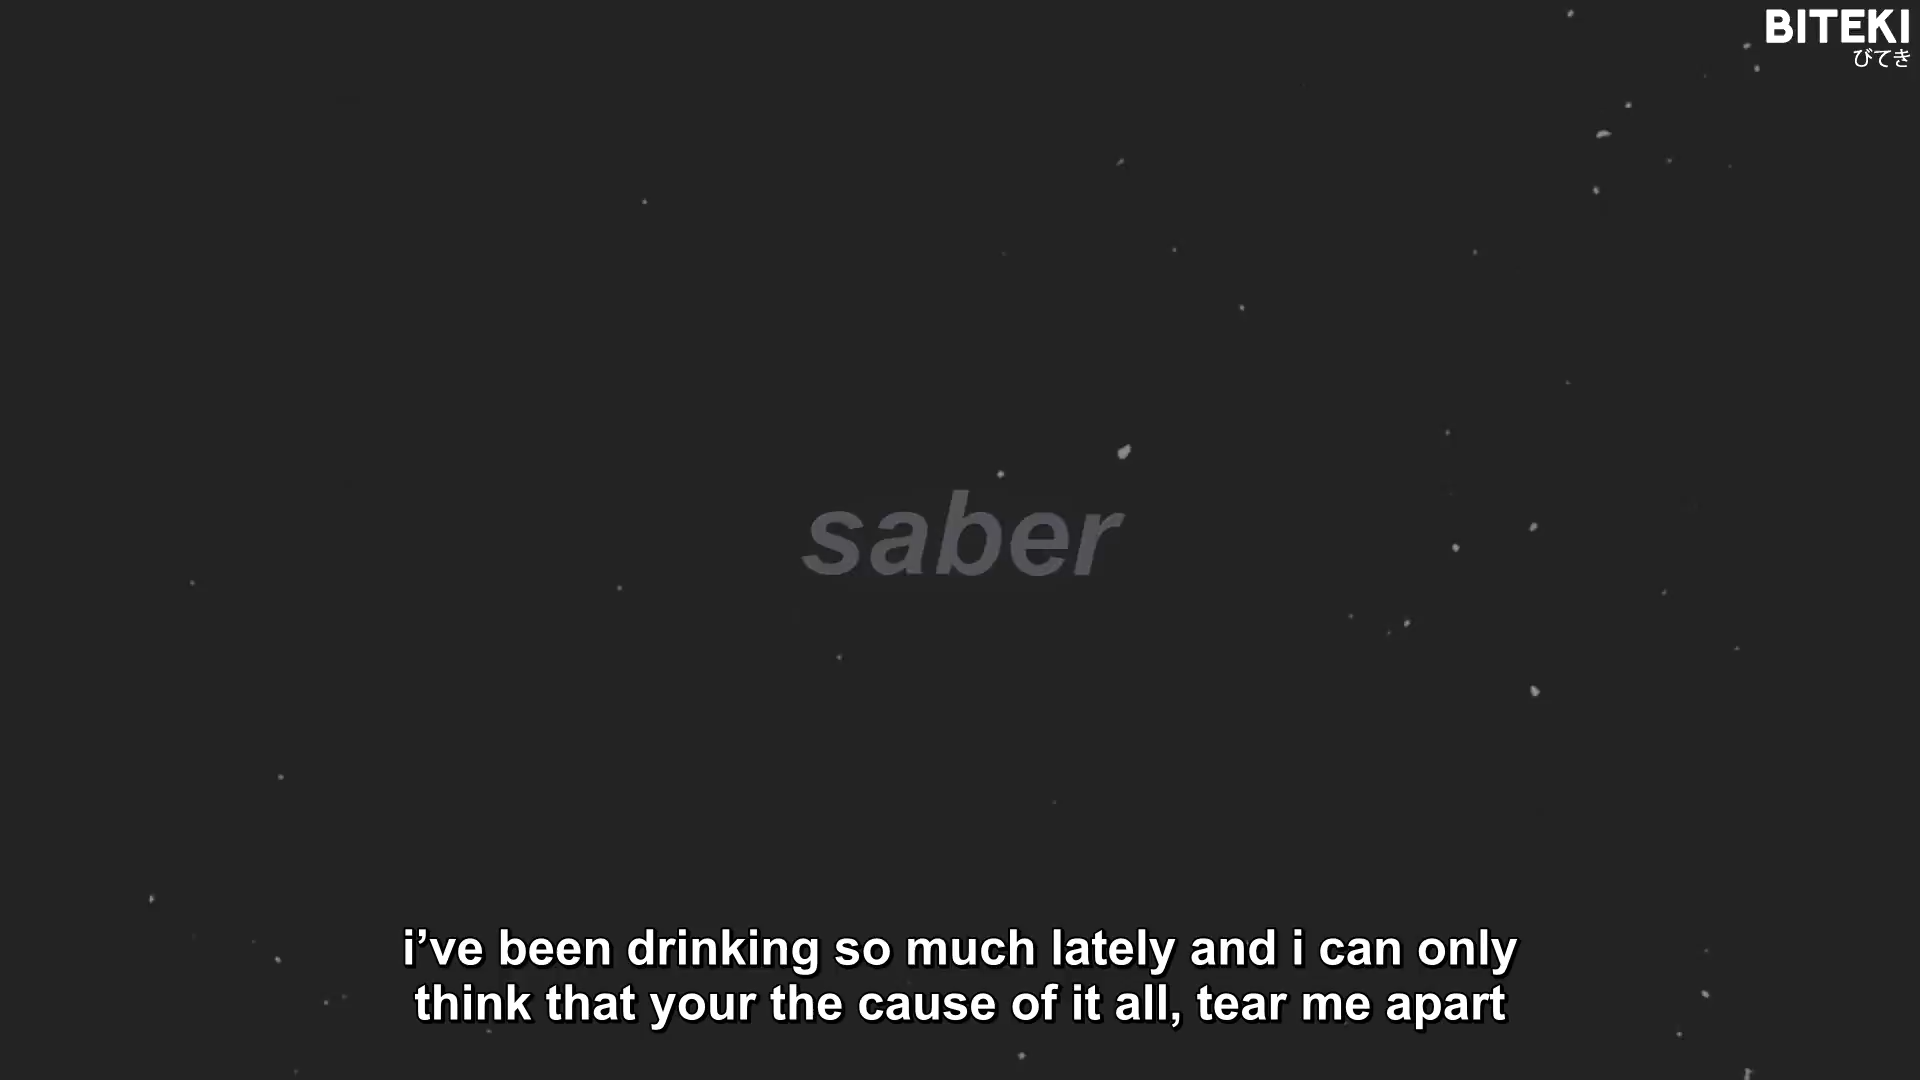 BITEKI
びてき
saber
i’ve been drinking so much lately and i can only
think that your the cause of it all, tear me apart